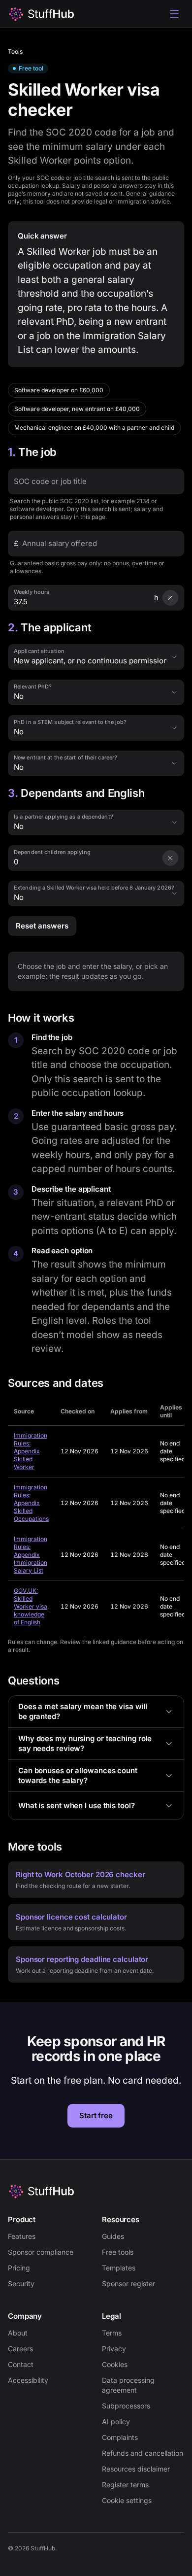 StuffHub
Tools
Free tool
Skilled Worker visa
checker
Find the SOC 2020 code for a job and
see the minimum salary under each
Skilled Worker points option.
Only your SOC code or job title search is sent to the public
occupation lookup. Salary and personal answers stay in this
page's memory and are not saved or sent. General guidance
only; this tool does not provide legal or immigration advice.
Quick answer
A Skilled Worker job must be an
eligible occupation and pay at
least both a general salary
threshold and the occupation's
going rate, pro rata to the hours. A
relevant PhD, being a new entrant
or a job on the Immigration Salary
List can lower the amounts.
Software developer on £60,000
Software developer, new entrant on £40,000
Mechanical engineer on £40,000 with a partner and child
1. The job
SOC code or job title
Search the public SOC 2020 list, for example 2134 or
software developer. Only this search is sent; salary and
personal answers stay in this page.
£ Annual salary offered
Guaranteed basic gross pay only: no bonus, overtime or
allowances.
Weekly hours
37.5
h
2. The applicant
Applicant situation
New applicant, or no continuous permission
Relevant PhD?
No
PhD in a STEM subject relevant to the job?
No
New entrant at the start of their career?
No
3. Dependants and English
Is a partner applying as a dependant?
No
Dependent children applying
0
Extending a Skilled Worker visa held before 8 January 2026?
No
Reset answers
Choose the job and enter the salary, or pick an
example; the result updates as you go.
How it works
1
Find the job
Search by SOC 2020 code or job
title and choose the occupation.
Only this search is sent to the
public occupation lookup.
2
Enter the salary and hours
Use guaranteed basic gross pay.
Going rates are adjusted for the
weekly hours, and only pay for a
capped number of hours counts.
3
Describe the applicant
Their situation, a relevant PhD or
new-entrant status decide which
points options (A to E) can apply.
4
Read each option
The result shows the minimum
salary for each option and
whether it is met, plus the funds
needed for dependants and the
English level. Roles the tool
doesn't model show as needs
review.
Sources and dates
Source
Checked on
Applies from
Applies
until
Immigration
Rules:
Appendix
Skilled
Worker
12 Nov 2026
12 Nov 2026
No end
date
specified
Immigration
Rules:
Appendix
Skilled
Occupations
12 Nov 2026
12 Nov 2026
No end
date
specified
Immigration
Rules:
Appendix
Immigration
Salary List
12 Nov 2026
12 Nov 2026
No end
date
specified
GOV.UK:
Skilled
Worker visa,
knowledge
of English
12 Nov 2026
12 Nov 2026
No end
date
specified
Rules can change. Review the linked guidance before acting on
a result.
Questions
Does a met salary mean the visa will
be granted?
Why does my nursing or teaching role
say needs review?
Can bonuses or allowances count
towards the salary?
What is sent when I use this tool?
More tools
Right to Work October 2026 checker
Find the checking route for a new starter.
Sponsor licence cost calculator
Estimate licence and sponsorship costs.
Sponsor reporting deadline calculator
Work out a reporting deadline from an event date.
Keep sponsor and HR
records in one place
Start on the free plan. No card needed.
Start free
StuffHub
Product
Features
Sponsor compliance
Pricing
Security
Resources
Guides
Free tools
Templates
Sponsor register
Company
About
Careers
Contact
Accessibility
Legal
Terms
Privacy
Cookies
Data processing
agreement
Subprocessors
AI policy
Complaints
Refunds and cancellation
Resources disclaimer
Register terms
Cookie settings
© 2026 StuffHub.